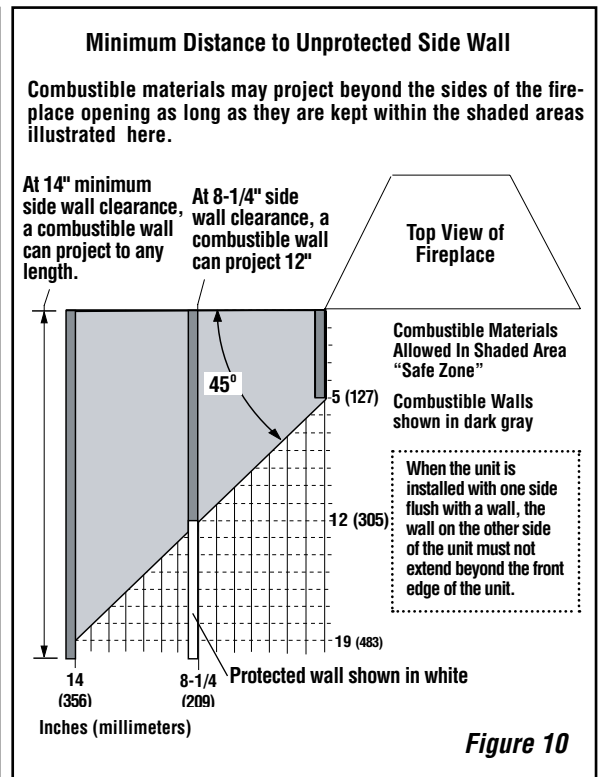 Minimum Distance to Unprotected Side Wall
Combustible materials may project beyond the sides of the fire-
place opening as long as they are kept within the shaded areas
illustrated here.
At 14" minimum
side wall clearance,
a combustible wall
can project to any
length.
At 8-1/4" side
wall clearance, a
combustible wall
can project 12"
Top View of
Fireplace
Combustible Materials
Allowed In Shaded Area
“Safe Zone”
45°
5 (127)
Combustible Walls
shown in dark gray
When the unit is
installed with one side
flush with a wall, the
wall on the other side
of the unit must not
extend beyond the front
edge of the unit.
12 (305)
19 (483)
Protected wall shown in white
14
(356)
8-1/4
(209)
Inches (millimeters)
Figure 10